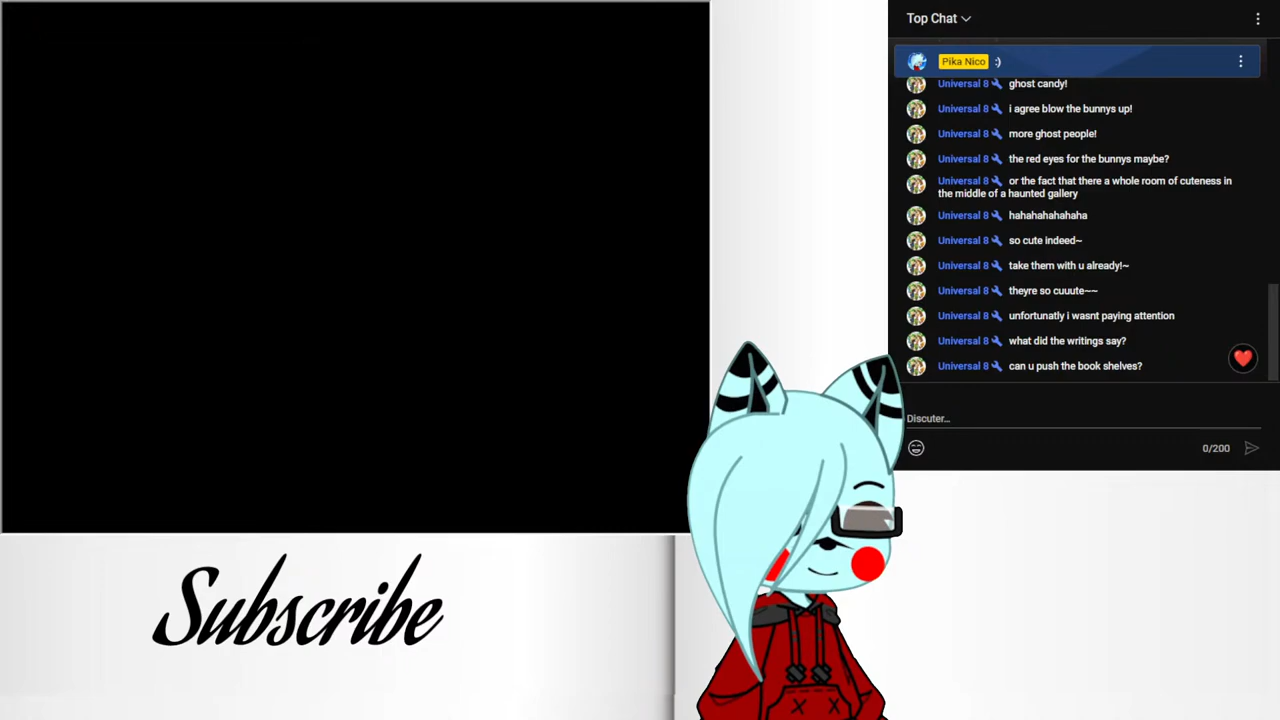 Top Chat
Pika Nico :)
Universal 8 ghost candy!
Universal 8 i agree blow the bunnys up!
Universal 8 more ghost people!
Universal 8 the red eyes for the bunnys maybe?
Universal 8 or the fact that there a whole room of cuteness in
the middle of a haunted gallery
Universal 8 hahahahahaha
Universal 8 so cute indeed~
Universal 8 take them with u already!~
Universal 8 theyre so cuuute~~
Universal 8 unfortunatly i wasnt paying attention
Universal 8 what did the writings say?
Universal 8 can u push the book shelves?
Discuter...
0/200
Subscribe